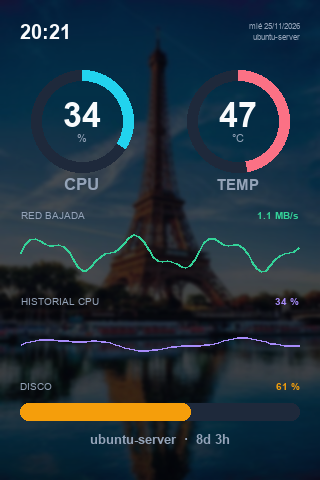 20:21
mié 25/11/2026
ubuntu-server
34
%
CPU
47
°C
TEMP
RED BAJADA
1.1 MB/s
HISTORIAL CPU
34 %
DISCO
61 %
ubuntu-server · 8d 3h